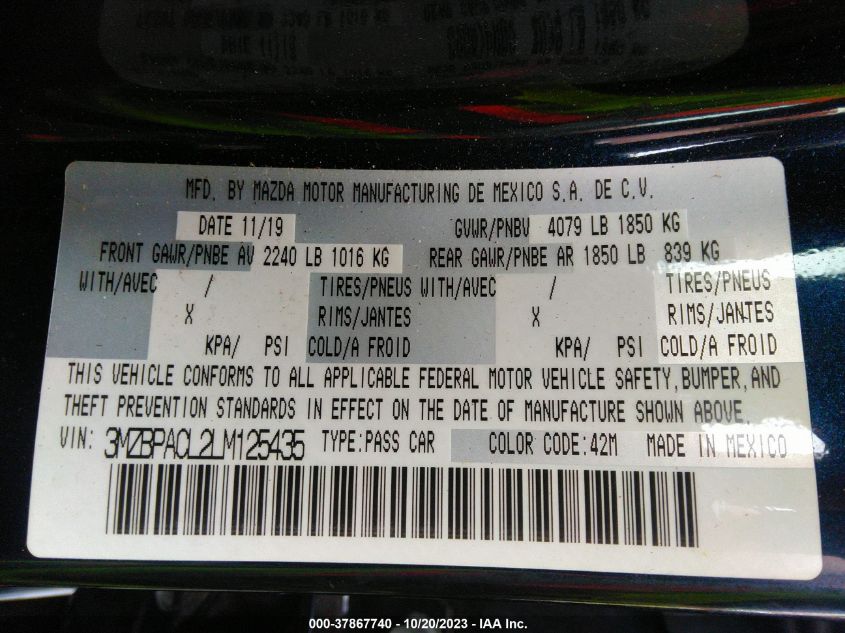 MFD. BY MAZDA MOTOR MANUFACTURING DE MEXICO S.A. DE C.V.
DATE 11/19 GVWR/PNBV 4079 LB 1850 KG
FRONT GAWR/PNBE AV 2240 LB 1016 KG REAR GAWR/PNBE AR 1850 LB 839 KG
WITH/AVEC / TIRES/PNEUS WITH/AVEC / TIRES/PNEUS
X RIMS/JANTES X RIMS/JANTES
KPA/ PSI COLD/A FROID KPA/ PSI COLD/A FROID
THIS VEHICLE CONFORMS TO ALL APPLICABLE FEDERAL MOTOR VEHICLE SAFETY, BUMPER, AND
THEFT PREVENTION STANDARDS IN EFFECT ON THE DATE OF MANUFACTURE SHOWN ABOVE.
VIN: 3MZBPACL2LM125435 TYPE:PASS CAR COLOR CODE:42M MADE IN MEXICO
000-37867740 - 10/20/2023 - IAA Inc.